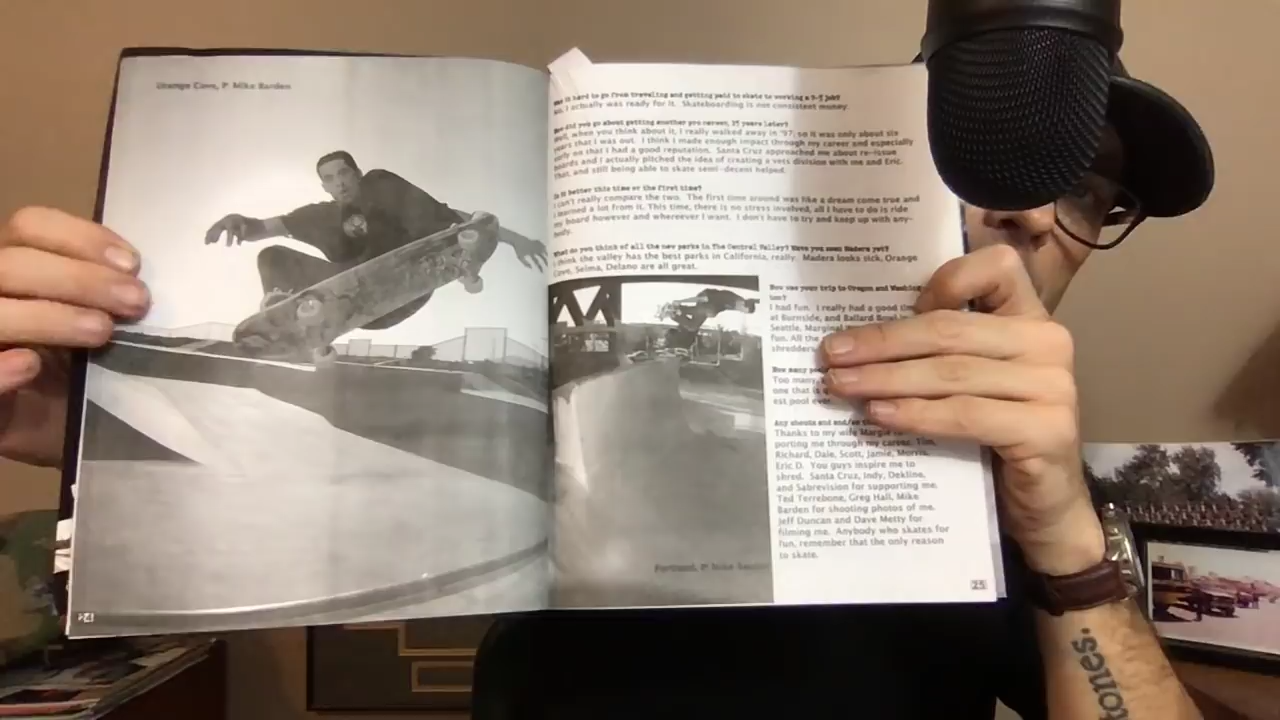 Orange Cove, P. Mike Barden
24
Was it hard to go from traveling and getting paid to skate to working a 9-5 job?
No, I actually was ready for it. Skateboarding is not consistent money.
How did you go about getting another pro career, 25 years later?
Well, when you think about it, I really walked away in '97, so it was only about six
years that I was out. I think I made enough impact through my career and especially
early on that I had a good reputation. Santa Cruz approached me about re-issue
boards and I actually pitched the idea of creating a vets division with me and Eric.
That, and still being able to skate semi-decent helped.
Is it better this time or the first time?
I can't really compare the two. The first time around was like a dream come true and
I learned a lot from it. This time, there is no stress involved, all I have to do is ride
my board however and whereever I want. I don't have to try and keep up with any-
body.
What do you think of all the new parks in The Central Valley? Have you seen Madera yet?
I think the valley has the best parks in California, really. Madera looks sick, Orange
Cove, Selma, Delano are all great.
How was your trip to Oregon and Washing-
ton?
I had fun. I really had a good time
at Burnside, and Ballard Bowl in
Seattle, Marginal
fun. All the
shredders
How many
Too many,
one that is
est pool ever.
Any shouts and
Thanks to my wife Margie
porting me through my career. Tim,
Richard, Dale, Scott, Jamie, Morris,
Eric D. You guys inspire me to
shred. Santa Cruz, Indy, Dekline,
and Sabrevision for supporting me.
Ted Terrebone, Greg Hall, Mike
Barden for shooting photos of me.
Jeff Duncan and Dave Metty for
filming me. Anybody who skates for
fun, remember that the only reason
to skate.
Portland, P. Mike
25
tones.